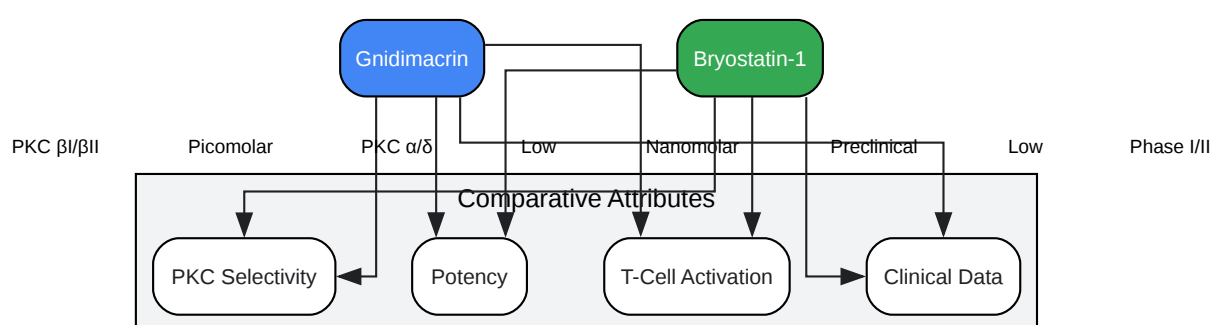 Gnidimacrin
Bryostatin-1
PKC βI/βII
Picomolar
PKC α/δ
Low
Nanomolar
Preclinical
Low
Phase I/II
Comparative Attributes
PKC Selectivity
Potency
T-Cell Activation
Clinical Data